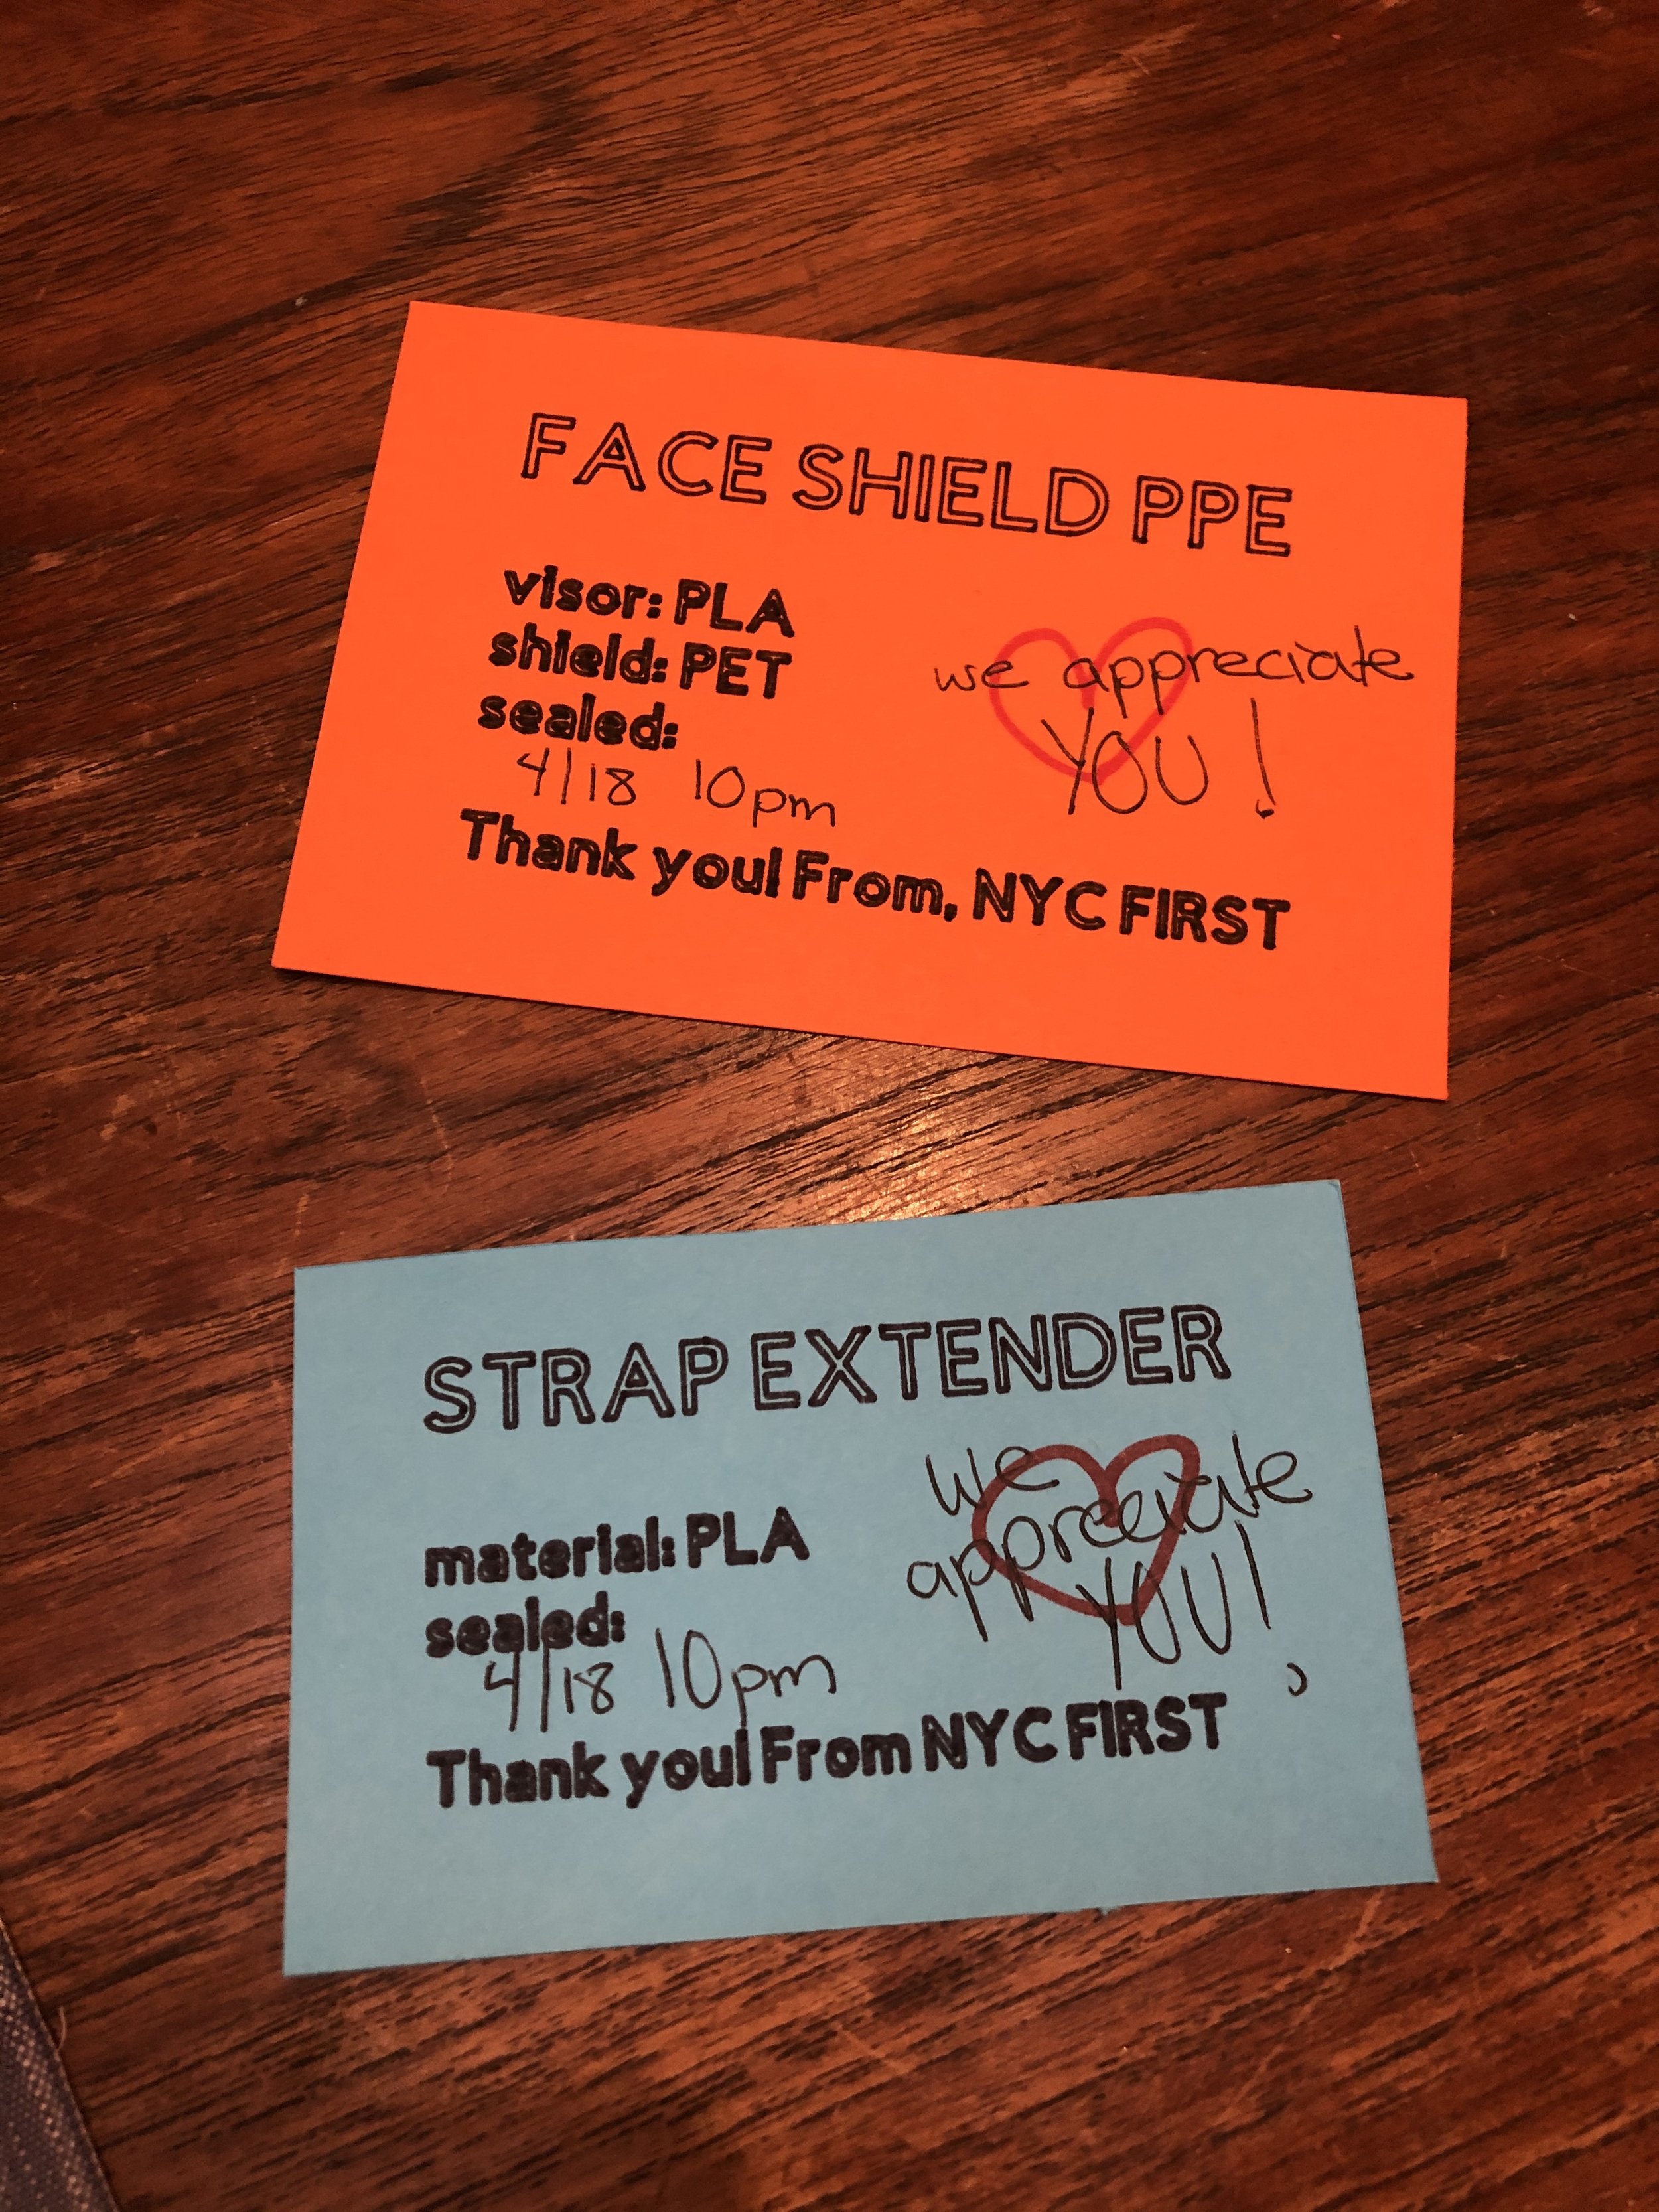 FACE SHIELD PPE
visor: PLA
shield: PET
sealed:
4/18 10pm
we appreciate
YOU!
Thank you! From, NYC FIRST
STRAP EXTENDER
we
appreciate
YOU!
material: PLA
sealed:
4/18 10pm
Thank you! From NYC FIRST